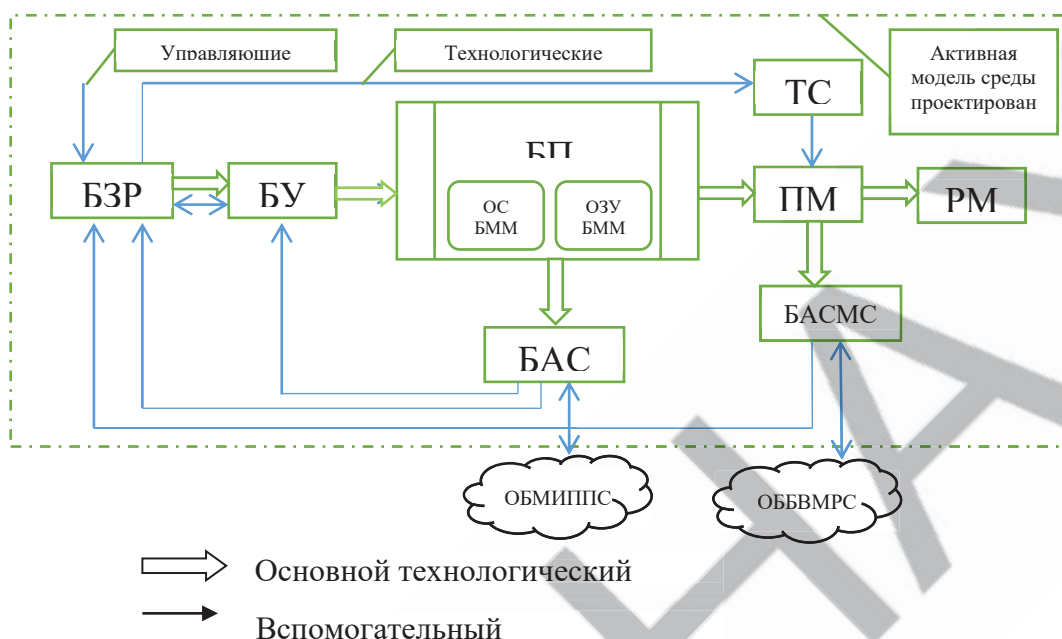 Управляюшие
Технологические
Активная
модель среды
проектирован
ТС
БП
БЗР
БУ
ОС
БММ
ОЗУ
БММ
ПМ
РМ
БАСМС
БАС
ОБМИППС
ОББВМРС
Основной технологический
Вспомогательный